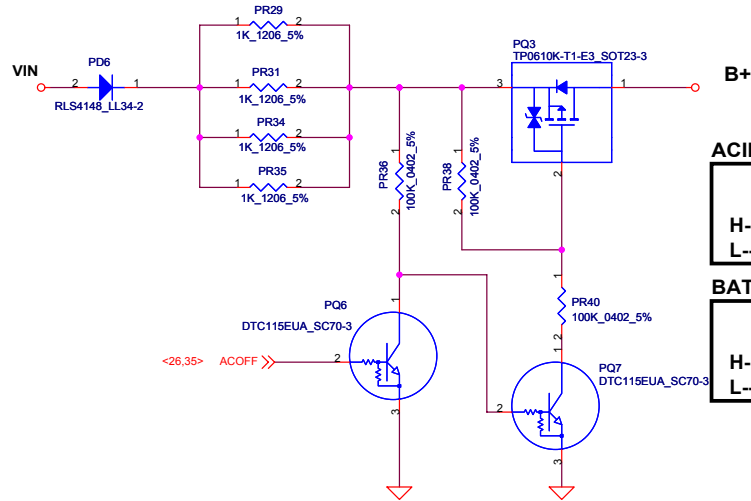 PR29
1 2
1K_1206_5%
PQ3
TP0610K-T1-E3_SOT23-3
VIN
PD6
2 1
RLS4148_LL34-2
PR31
1 2
1K_1206_5%
3 1
B+
PR34
1 2
1K_1206_5%
PR35
1 2
1K_1206_5%
1
PR36
100K_0402_5%
2
1
PR38
100K_0402_5%
2
2
H-
L-
H-
L-
1
PR40
100K_0402_5%
2
PQ6
DTC115EUA_SC70-3
1
<26,35> ACOFF
2
3
1
PQ7
DTC115EUA_SC70-3
2
3